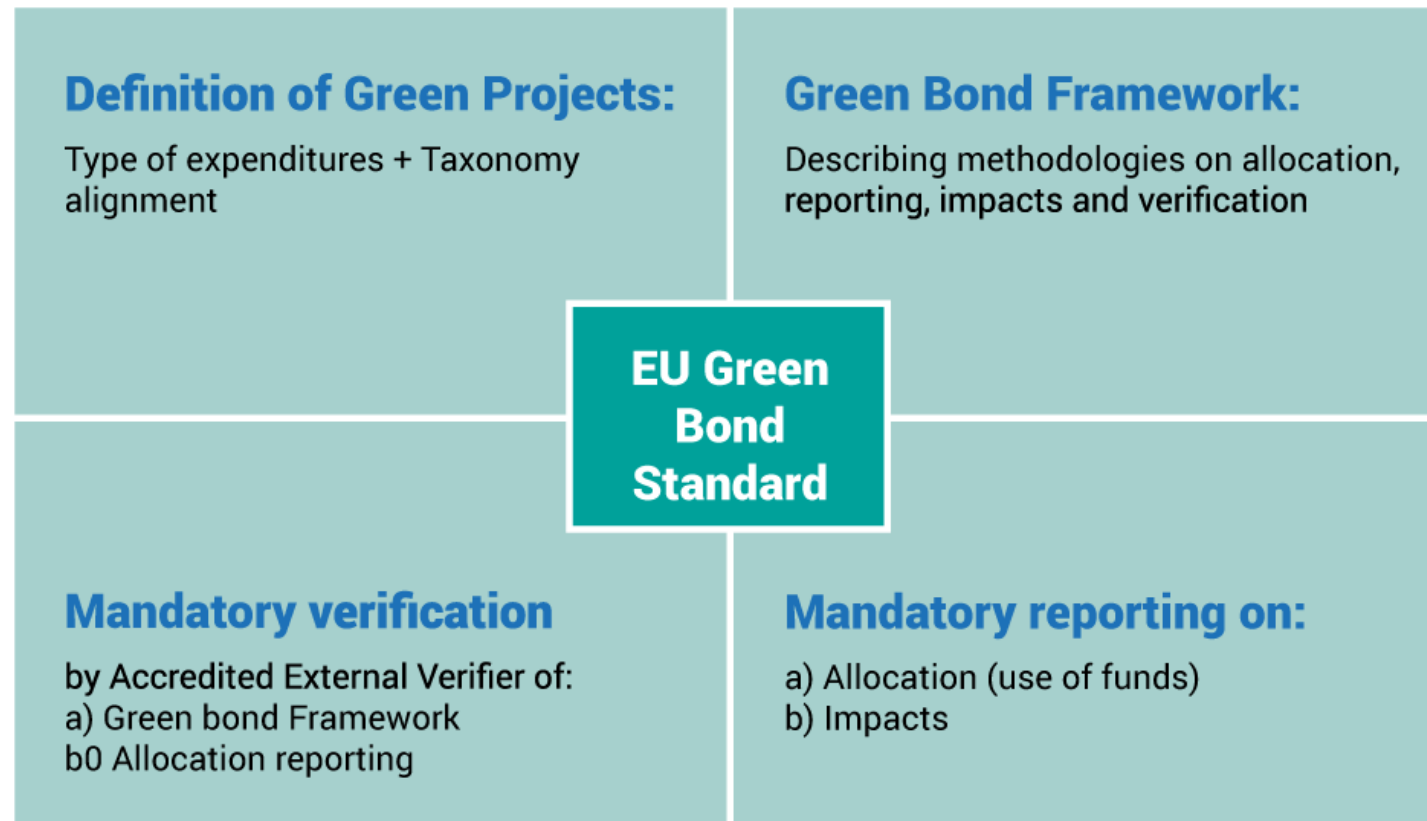 Definition of Green Projects:
Type of expenditures + Taxonomy
alignment
Green Bond Framework:
Describing methodologies on allocation,
reporting, impacts and verification
EU Green
Bond
Standard
Mandatory verification
by Accredited External Verifier of:
a) Green bond Framework
b0 Allocation reporting
Mandatory reporting on:
a) Allocation (use of funds)
b) Impacts